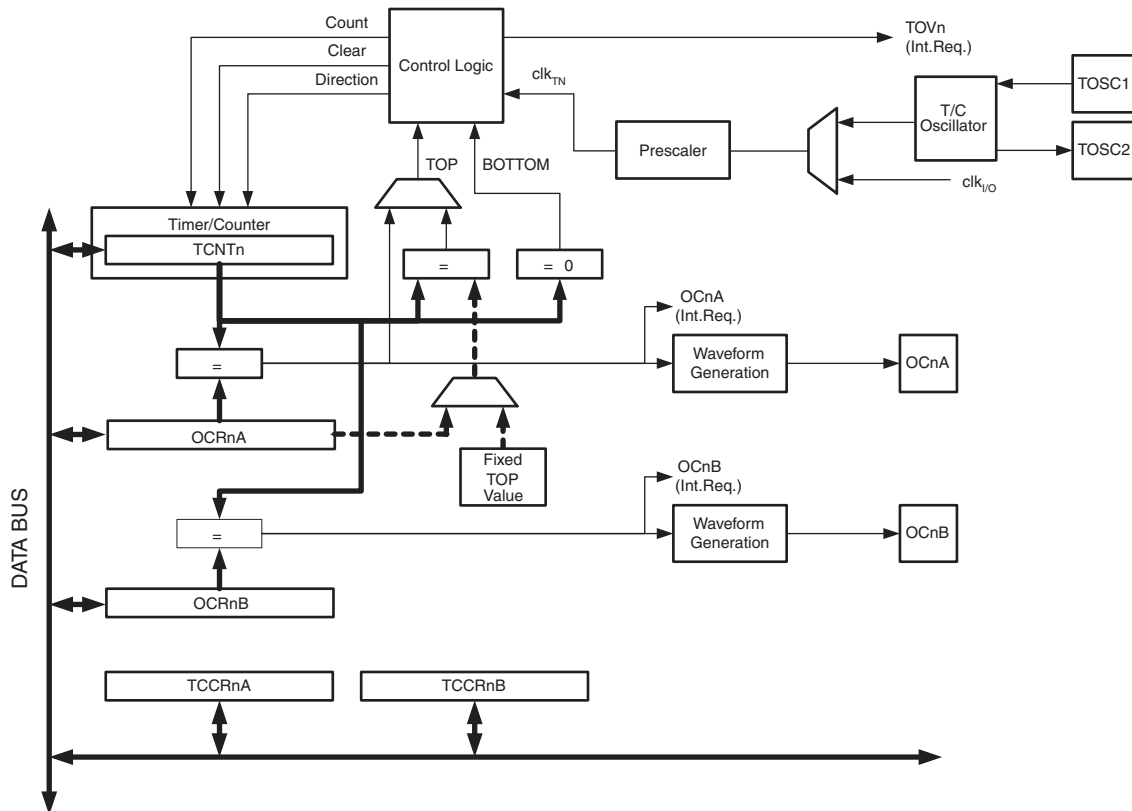 Count
Clear
Direction
Control Logic
clkTN
TOVn
(Int.Req.)
TOSC1
T/C
Oscillator
TOSC2
Prescaler
clkI/O
TOP
BOTTOM
Timer/Counter
TCNTn
=
= 0
OCnA
(Int.Req.)
=
Waveform
Generation
OCnA
OCRnA
Fixed
TOP
Value
OCnB
(Int.Req.)
=
Waveform
Generation
OCnB
DATA BUS
OCRnB
TCCRnA
TCCRnB